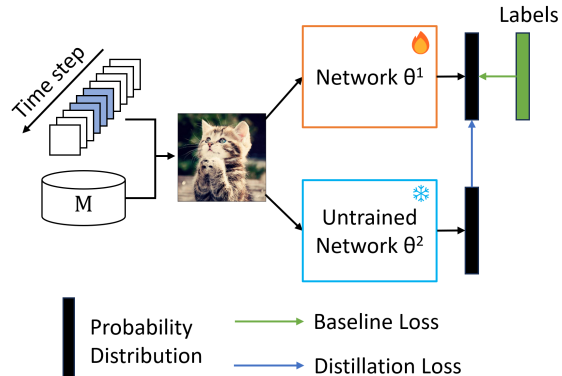 Labels
Time step
Network θ¹
M
Untrained
Network θ²
Probability
Distribution
Baseline Loss
Distillation Loss